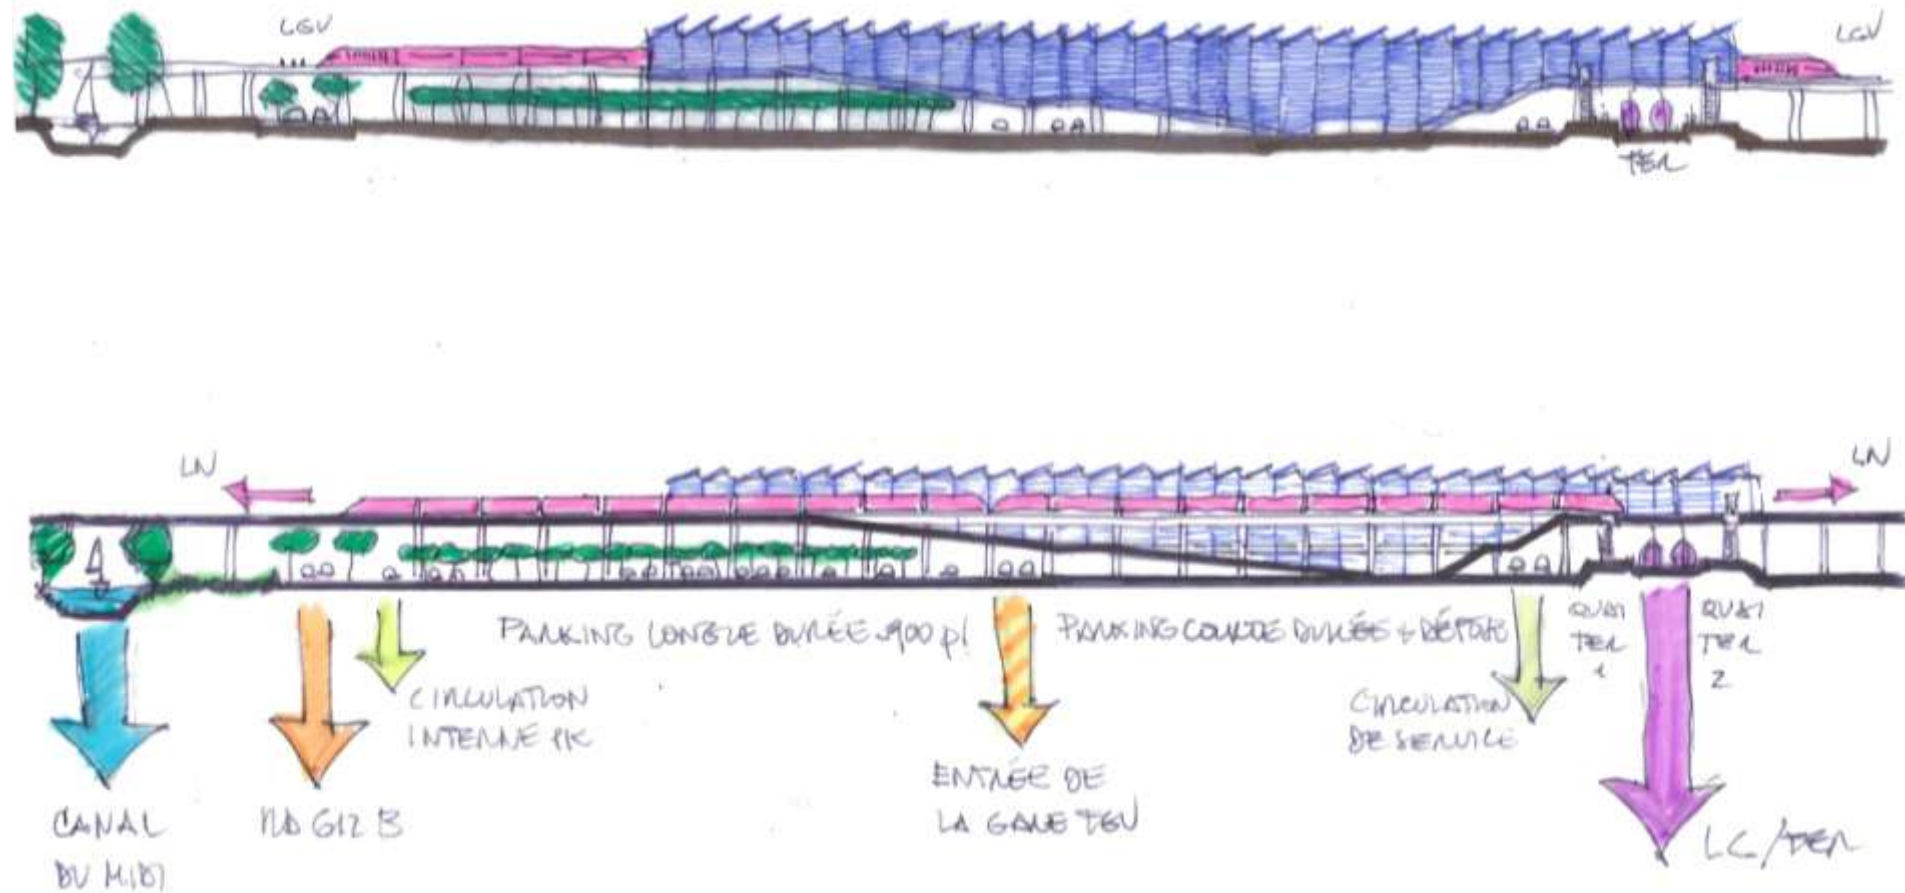 LGV
LGV
TER
LN
LN
PARKING LONGUE DURÉE 900 pl
PARKING COURTE DURÉE + DÉPOSE
QUAI
TER
1
QUAI
TER
2
CIRCULATION
INTERNE PK
CIRCULATION
DE SERVICE
ENTRÉE DE
LA GARE TGV
CANAL
DU MIDI
RD 612 B
LC/TER